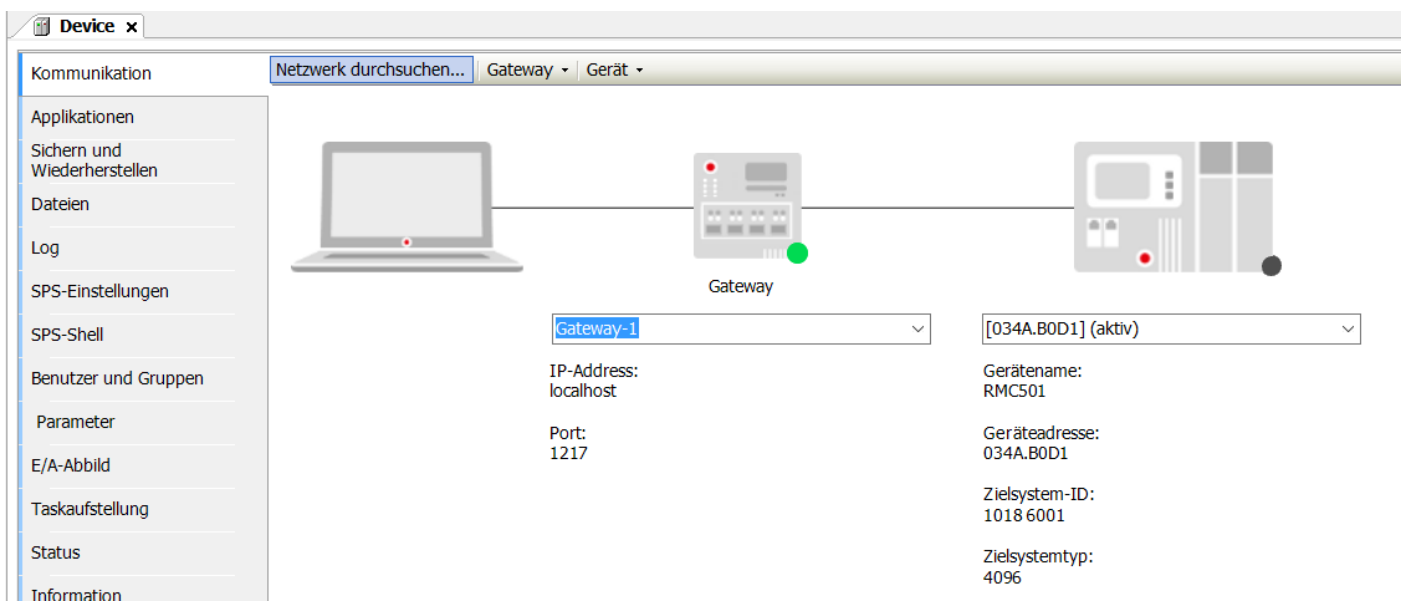 Device x
Netzwerk durchsuchen... Gateway Gerät
Kommunikation
Applikationen
Sichern und
Wiederherstellen
Dateien
Log
SPS-Einstellungen
SPS-Shell
Benutzer und Gruppen
Parameter
E/A-Abbild
Taskaufstellung
Status
Information
Gateway
Gateway-1
IP-Address:
localhost
Port:
1217
[034A.B0D1] (aktiv)
Gerätename:
RMC501
Geräteadresse:
034A.B0D1
Zielsystem-ID:
1018 6001
Zielsystemtyp:
4096